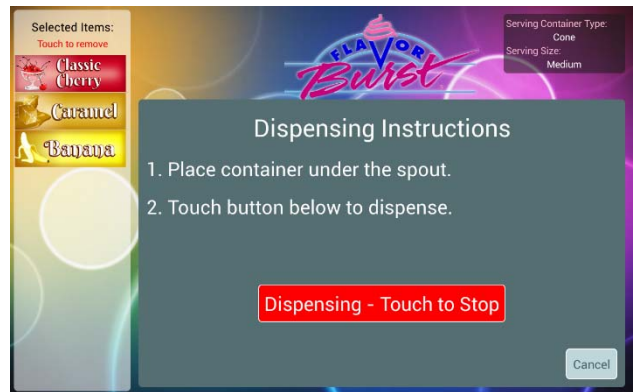 Selected Items:
Touch to remove
Classic
Cherry
Caramel
Banana
FLAVOR
BURST
Serving Container Type:
Cone
Serving Size:
Medium
Dispensing Instructions
1. Place container under the spout.
2. Touch button below to dispense.
Dispensing - Touch to Stop
Cancel